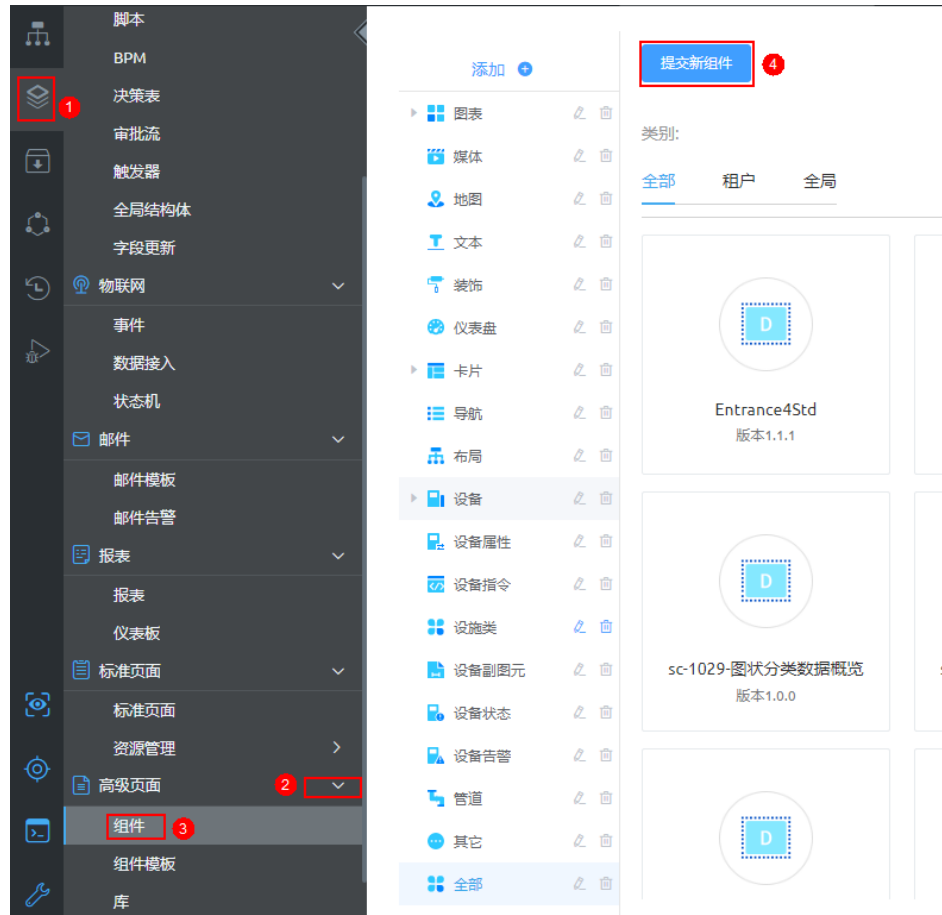 脚本
BPM
决策表
审批流
触发器
全局结构体
字段更新
物联网
事件
数据接入
状态机
邮件
邮件模板
邮件告警
报表
报表
仪表板
标准页面
标准页面
资源管理
高级页面
组件
组件模板
库
1
2
3
添加
图表
媒体
地图
文本
装饰
仪表盘
卡片
导航
布局
设备
设备属性
设备指令
设施类
设备副图元
设备状态
设备告警
管道
其它
全部
提交新组件
4
类别:
全部 租户 全局
D
Entrance4Std
版本1.1.1
D
sc-1029-图状分类数据概览
版本1.0.0
D